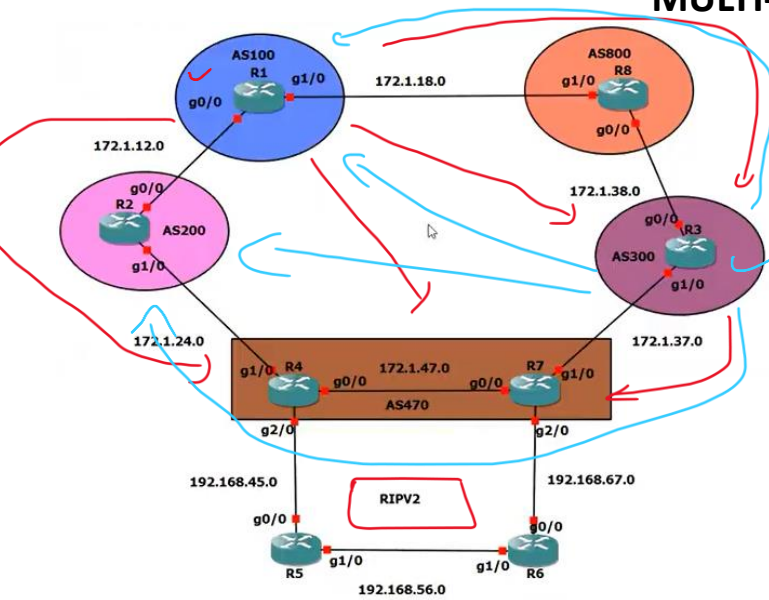 MULTI-
AS100
R1
g1/0
g0/0
172.1.18.0
AS800
R8
g1/0
g0/0
172.1.12.0
g0/0
R2
AS200
g1/0
172.1.38.0
g0/0
R3
AS300
g1/0
172.1.24.0
172.1.37.0
g1/0
R4
g0/0
172.1.47.0
g0/0
R7
g1/0
AS470
g2/0
g2/0
192.168.45.0
RIPV2
192.168.67.0
g0/0
g0/0
R5
g1/0
g1/0
R6
192.168.56.0